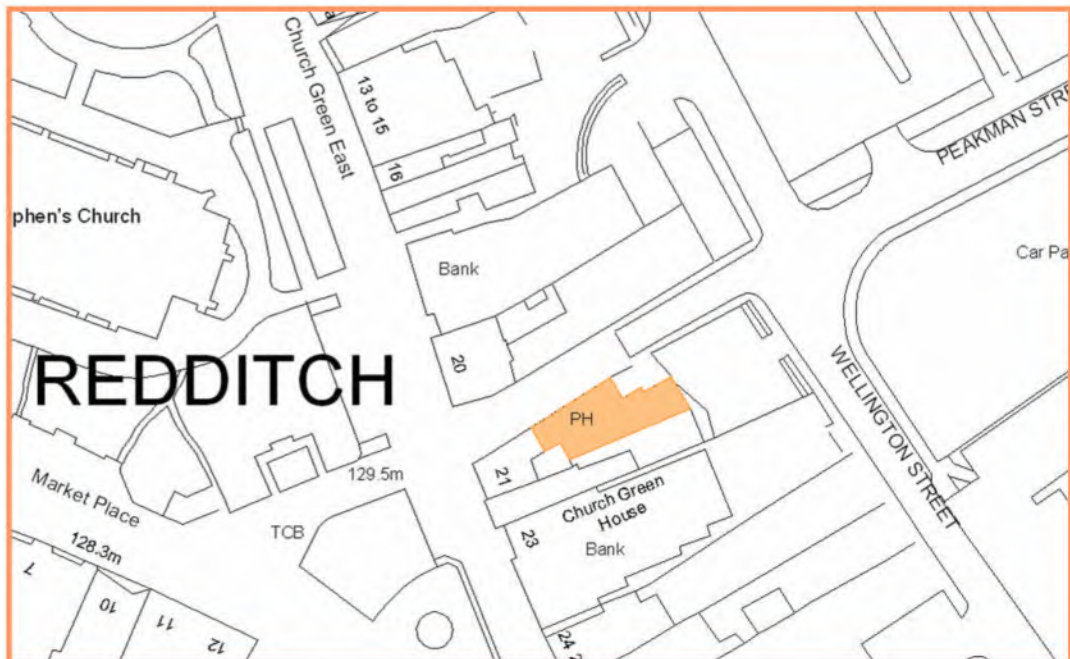 Church Green East
13 to 15
16
PEAKMAN STRE
phen's Church
Bank
Car Pa
20
REDDITCH
PH
WELLINGTON STREET
21
129.5m
Market Place
Church Green
House
23
Bank
TCB
128.3m
7
10
11
12
24